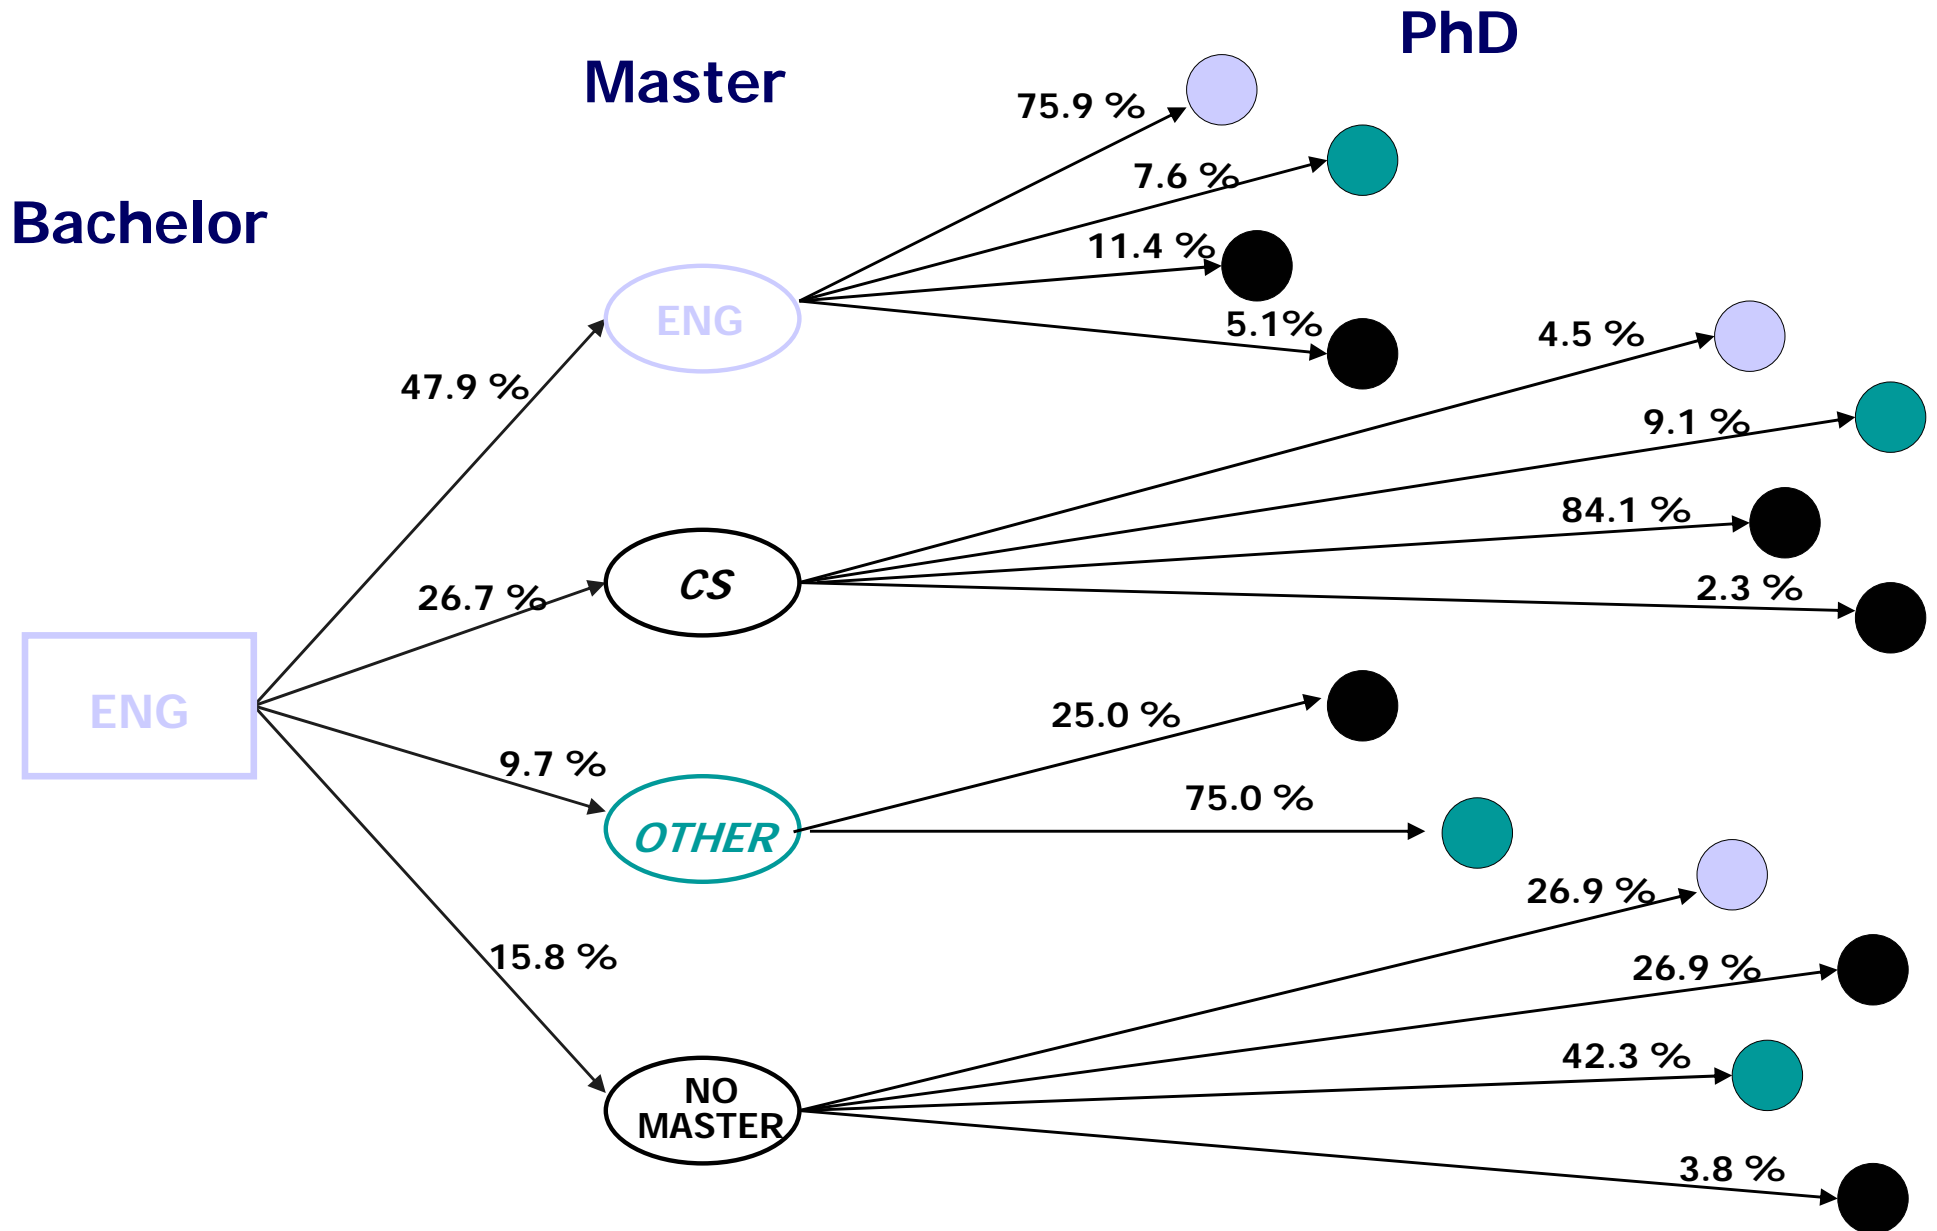 PhD
Master
Bachelor
75.9 %
7.6 %
11.4 %
5.1%
ENG
47.9 %
4.5 %
9.1 %
84.1 %
2.3 %
CS
26.7 %
ENG
25.0 %
9.7 %
75.0 %
OTHER
26.9 %
15.8 %
26.9 %
42.3 %
NO
MASTER
3.8 %